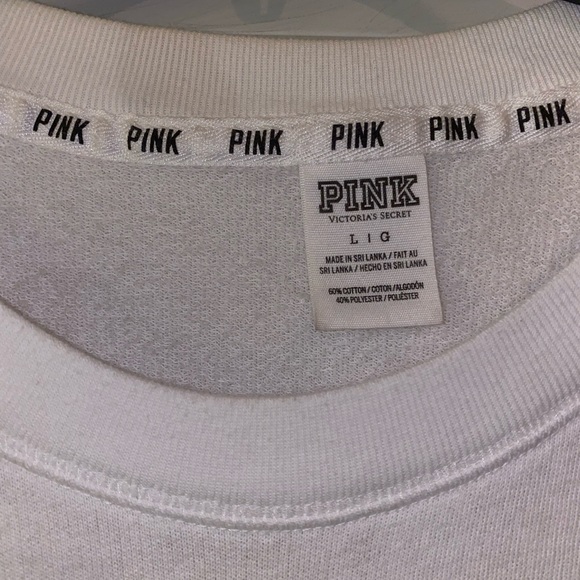 PINK PINK PINK PINK PINK PINK
PINK
VICTORIA'S SECRET
L | G
MADE IN SRI LANKA / FAIT AU
SRI LANKA / HECHO EN SRI LANKA
60% COTTON / COTON / ALGODÓN
40% POLYESTER / POLIÉSTER